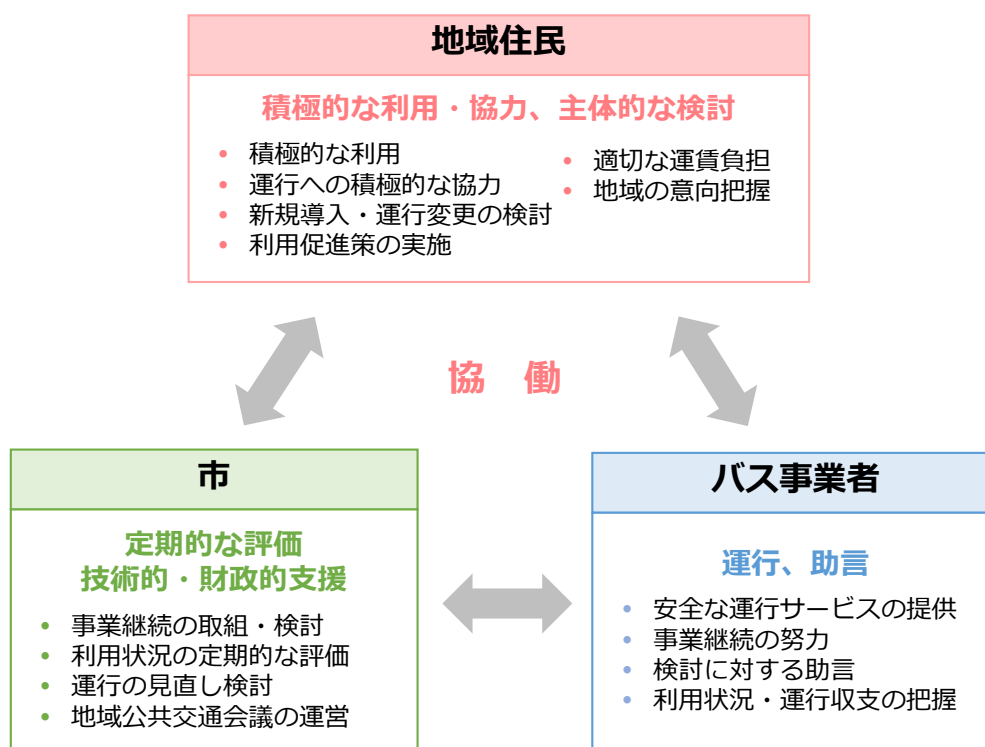 地域住民
積極的な利用・協力、主体的な検討
• 積極的な利用
• 運行への積極的な協力
• 新規導入・運行変更の検討
• 利用促進策の実施
• 適切な運賃負担
• 地域の意向把握
協　働
市
定期的な評価
技術的・財政的支援
• 事業継続の取組・検討
• 利用状況の定期的な評価
• 運行の見直し検討
• 地域公共交通会議の運営
バス事業者
運行、助言
• 安全な運行サービスの提供
• 事業継続の努力
• 検討に対する助言
• 利用状況・運行収支の把握